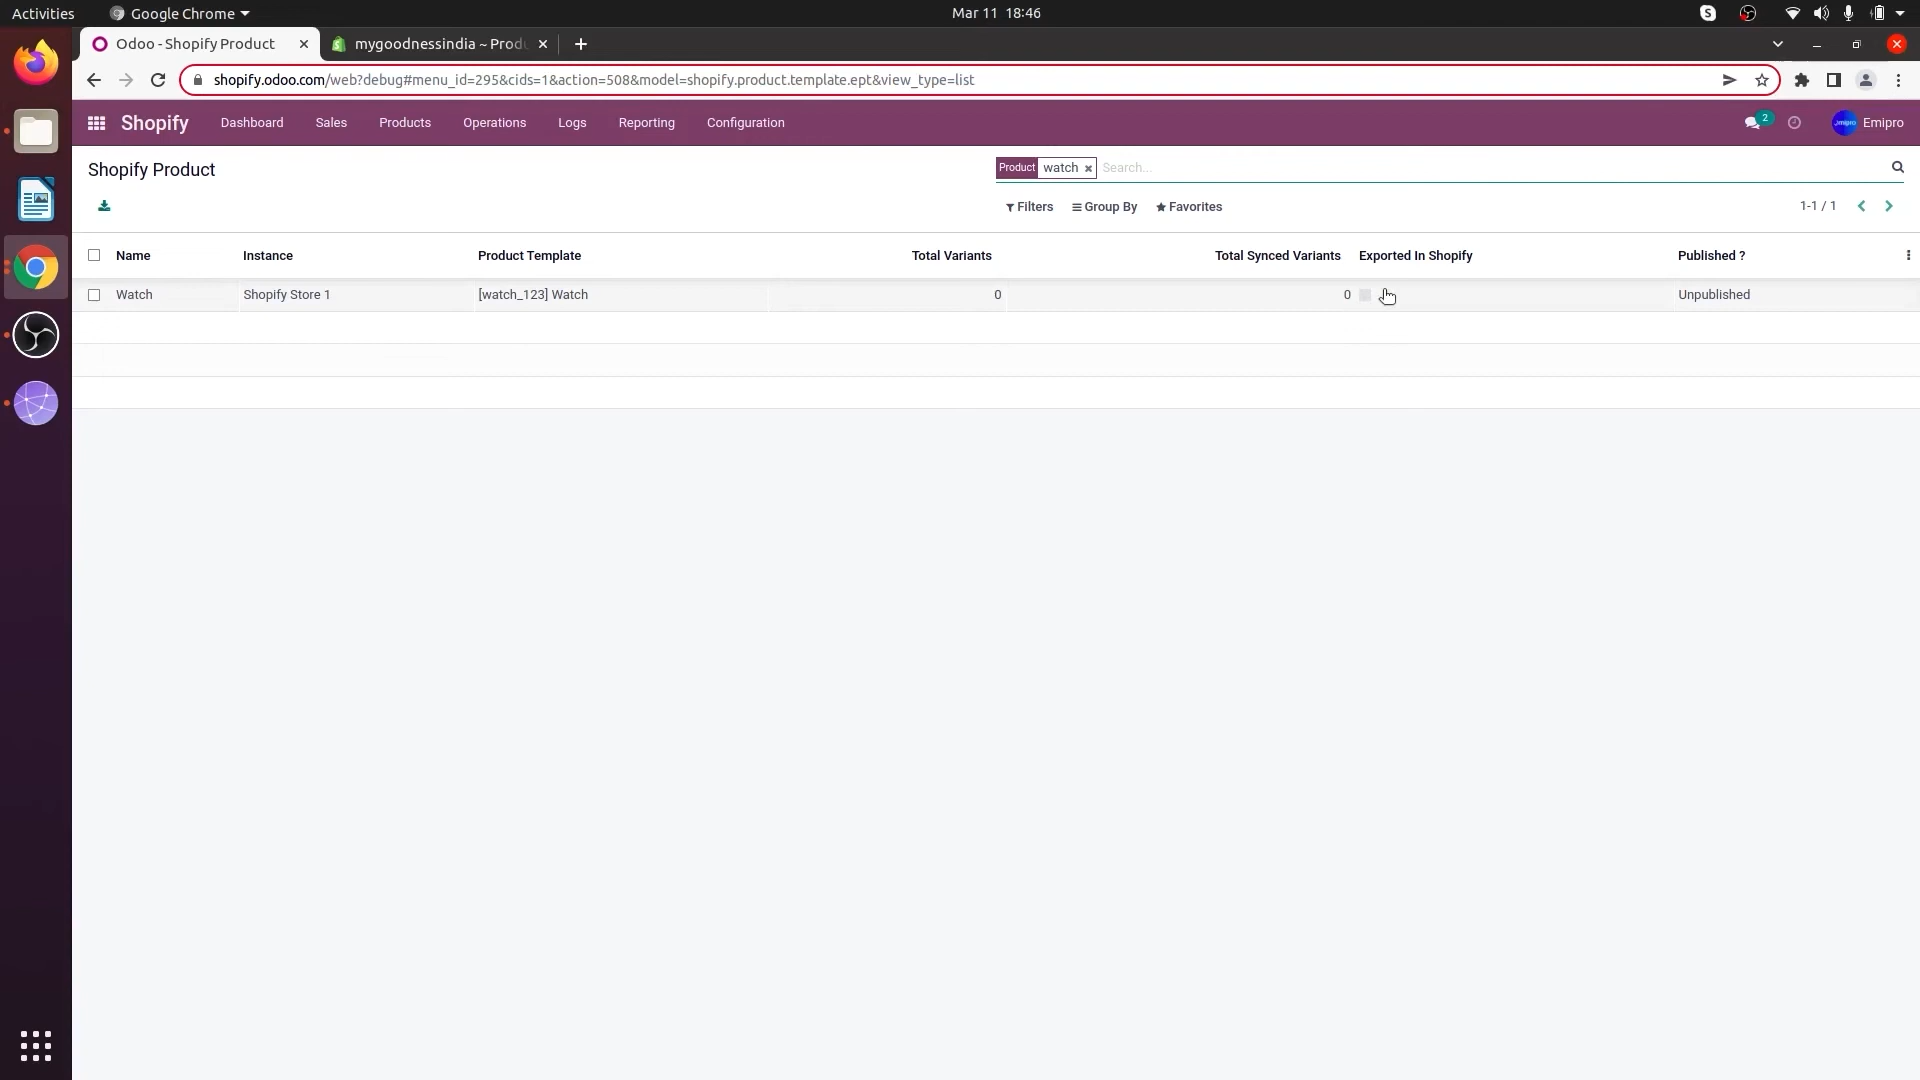 Activities
Google Chrome
Mar 11 18:46
Odoo - Shopify Product
mygoodnessindia ~ Prod
shopify.odoo.com/web?debug#menu_id=295&cids=1&action=508&model=shopify.product.template.ept&view_type=list
Shopify
Dashboard
Sales
Products
Operations
Logs
Reporting
Configuration
2
Emipro
Shopify Product
Product
watch
Search...
Filters
Group By
Favorites
1-1 / 1
Name
Instance
Product Template
Total Variants
Total Synced Variants
Exported In Shopify
Published ?
Watch
Shopify Store 1
[watch_123] Watch
0
0
Unpublished